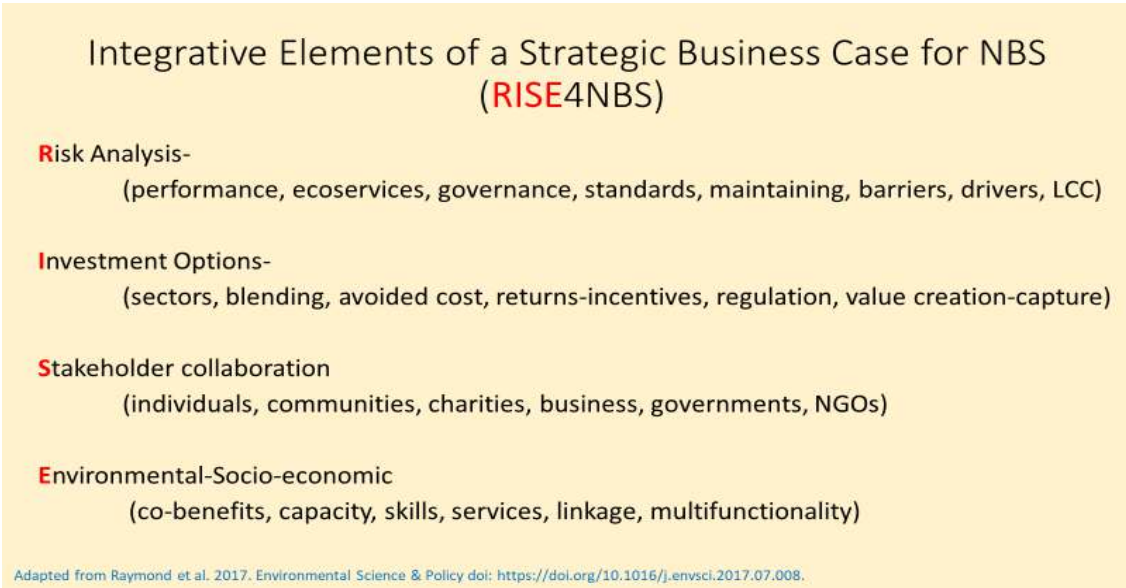 Integrative Elements of a Strategic Business Case for NBS
(RISE4NBS)
Risk Analysis-
(performance, ecoservices, governance, standards, maintaining, barriers, drivers, LCC)
Investment Options-
(sectors, blending, avoided cost, returns-incentives, regulation, value creation-capture)
Stakeholder collaboration
(individuals, communities, charities, business, governments, NGOs)
Environmental-Socio-economic
(co-benefits, capacity, skills, services, linkage, multifunctionality)
Adapted from Raymond et al. 2017. Environmental Science & Policy doi: https://doi.org/10.1016/j.envsci.2017.07.008.